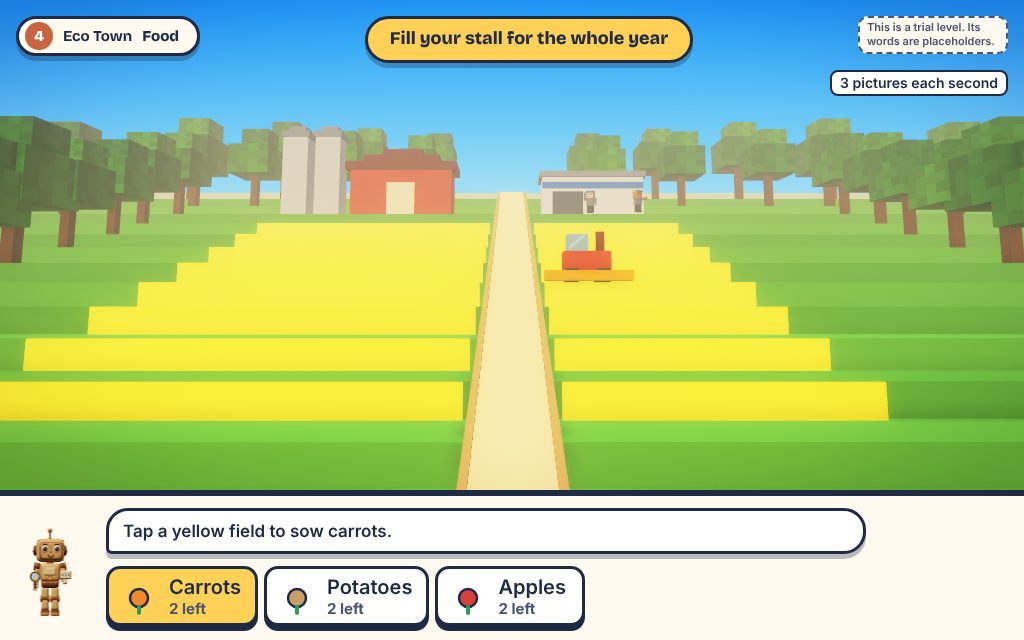 4 Eco Town Food
Fill your stall for the whole year
This is a trial level. Its
words are placeholders.
3 pictures each second
Tap a yellow field to sow carrots.
Carrots
2 left
Potatoes
2 left
Apples
2 left